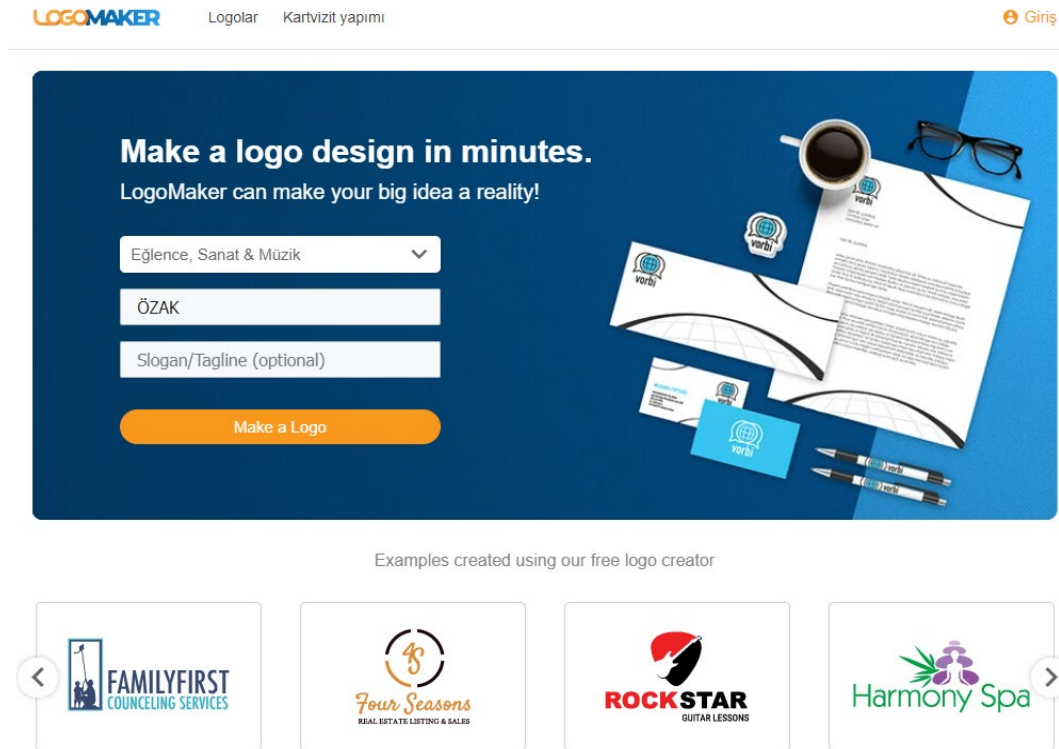 LOGOMAKER
Logolar
Kartvizit yapımı
Giriş
Make a logo design in minutes.
LogoMaker can make your big idea a reality!
Eğlence, Sanat & Müzik
ÖZAK
Slogan/Tagline (optional)
Make a Logo
vorbi
vorbi
vorbi
vorbi
vorbi
vorbi
Examples created using our free logo creator
FAMILYFIRST
COUNCELING SERVICES
4S
Four Seasons
REAL ESTATE LISTING & SALES
ROCKSTAR
GUITAR LESSONS
Harmony Spa